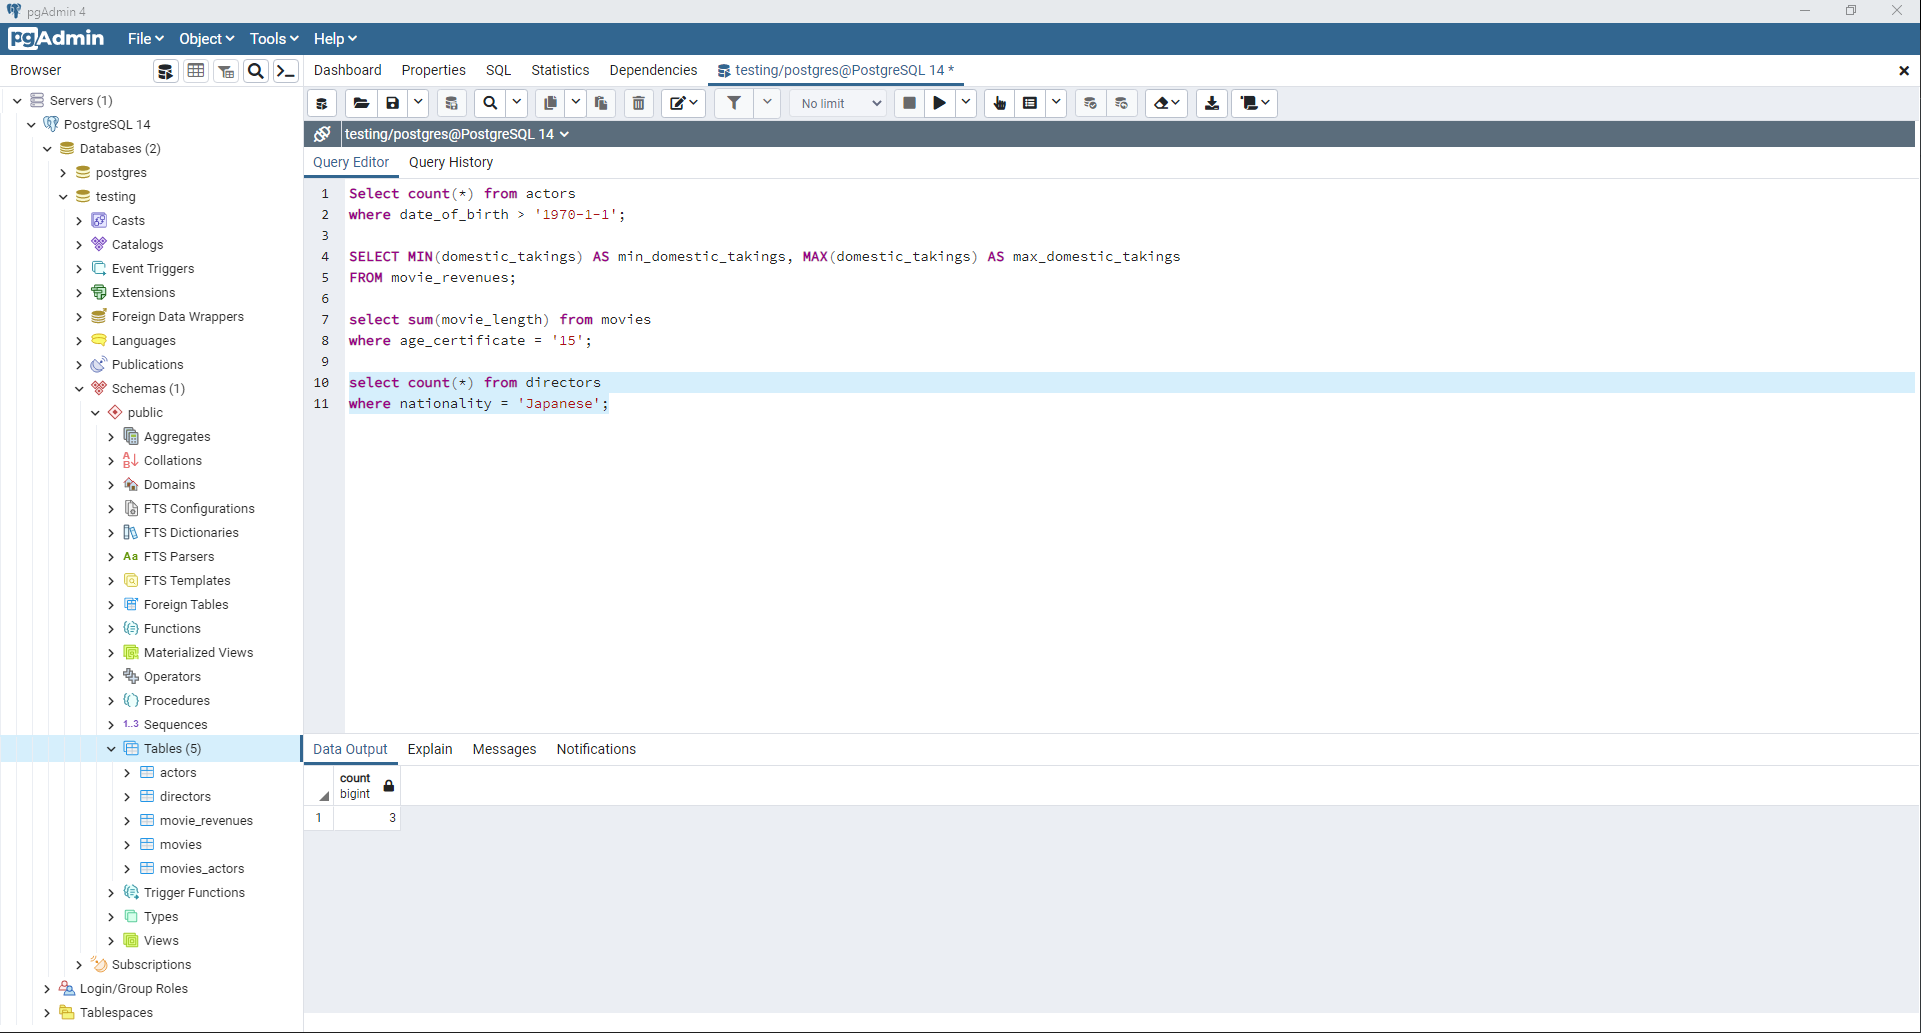 pgAdmin 4
pgAdmin File Object Tools Help
Browser
Dashboard Properties SQL Statistics Dependencies testing/postgres@PostgreSQL 14 *
No limit
testing/postgres@PostgreSQL 14
Query Editor Query History
Servers (1)
PostgreSQL 14
Databases (2)
postgres
testing
Casts
Catalogs
Event Triggers
Extensions
Foreign Data Wrappers
Languages
Publications
Schemas (1)
public
Aggregates
Collations
Domains
FTS Configurations
FTS Dictionaries
Aa FTS Parsers
FTS Templates
Foreign Tables
Functions
Materialized Views
Operators
Procedures
1..3 Sequences
Tables (5)
actors
directors
movie_revenues
movies
movies_actors
Trigger Functions
Types
Views
Subscriptions
Login/Group Roles
Tablespaces
1 Select count(*) from actors
2 where date_of_birth > '1970-1-1';
3
4 SELECT MIN(domestic_takings) AS min_domestic_takings, MAX(domestic_takings) AS max_domestic_takings
5 FROM movie_revenues;
6
7 select sum(movie_length) from movies
8 where age_certificate = '15';
9
10 select count(*) from directors
11 where nationality = 'Japanese';
Data Output Explain Messages Notifications
count
bigint
1 3